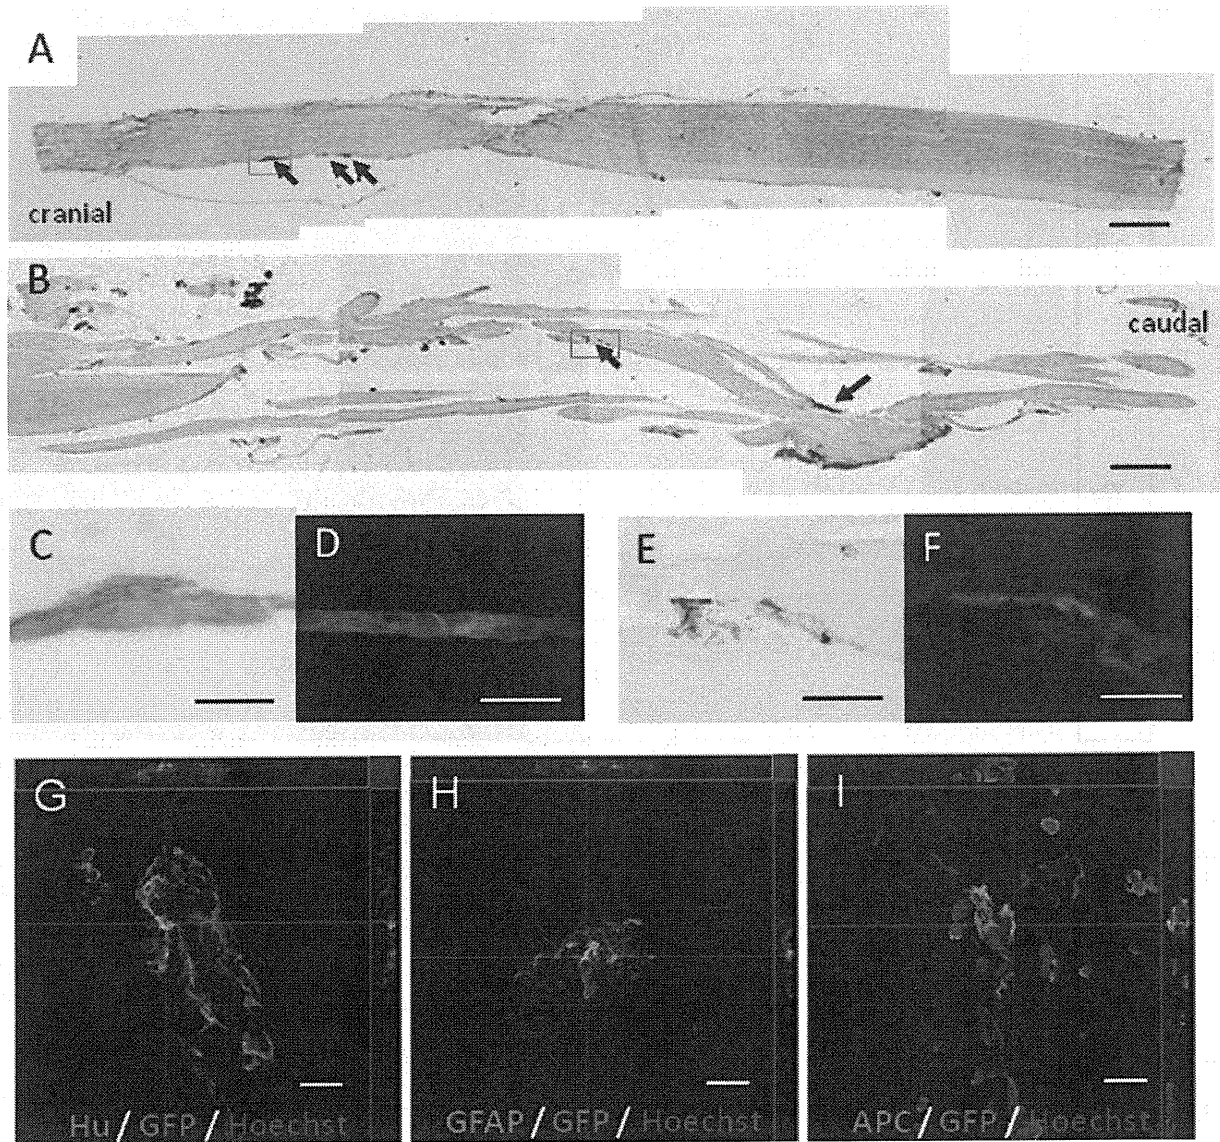 A
cranial
B
caudal
C
D
E
F
G
H
I
Hu / GFP / Hoechst
GFAP / GFP / Hoechst
APC / GFP / Hoechst